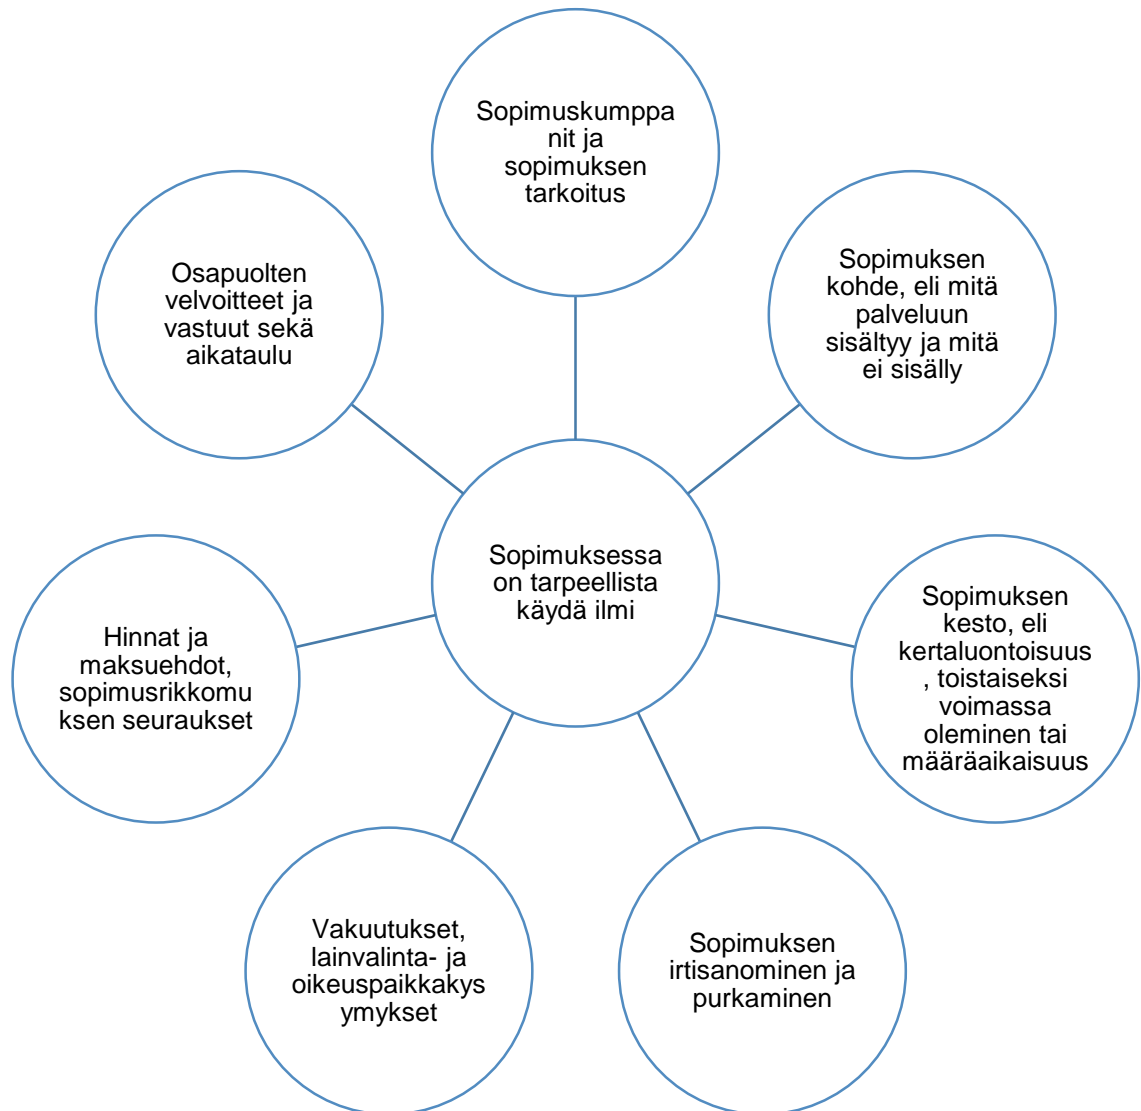 Sopimuskumppa
nit ja
sopimuksen
tarkoitus
Sopimuksen
kohde, eli mitä
palveluun
sisältyy ja mitä
ei sisälly
Sopimuksen
kesto, eli
kertaluontoisuus
, toistaiseksi
voimassa
oleminen tai
määräaikaisuus
Sopimuksen
irtisanominen ja
purkaminen
Vakuutukset,
lainvalinta- ja
oikeuspaikkakys
ymykset
Hinnat ja
maksuehdot,
sopimusrikkomu
ksen seuraukset
Osapuolten
velvoitteet ja
vastuut sekä
aikataulu
Sopimuksessa
on tarpeellista
käydä ilmi